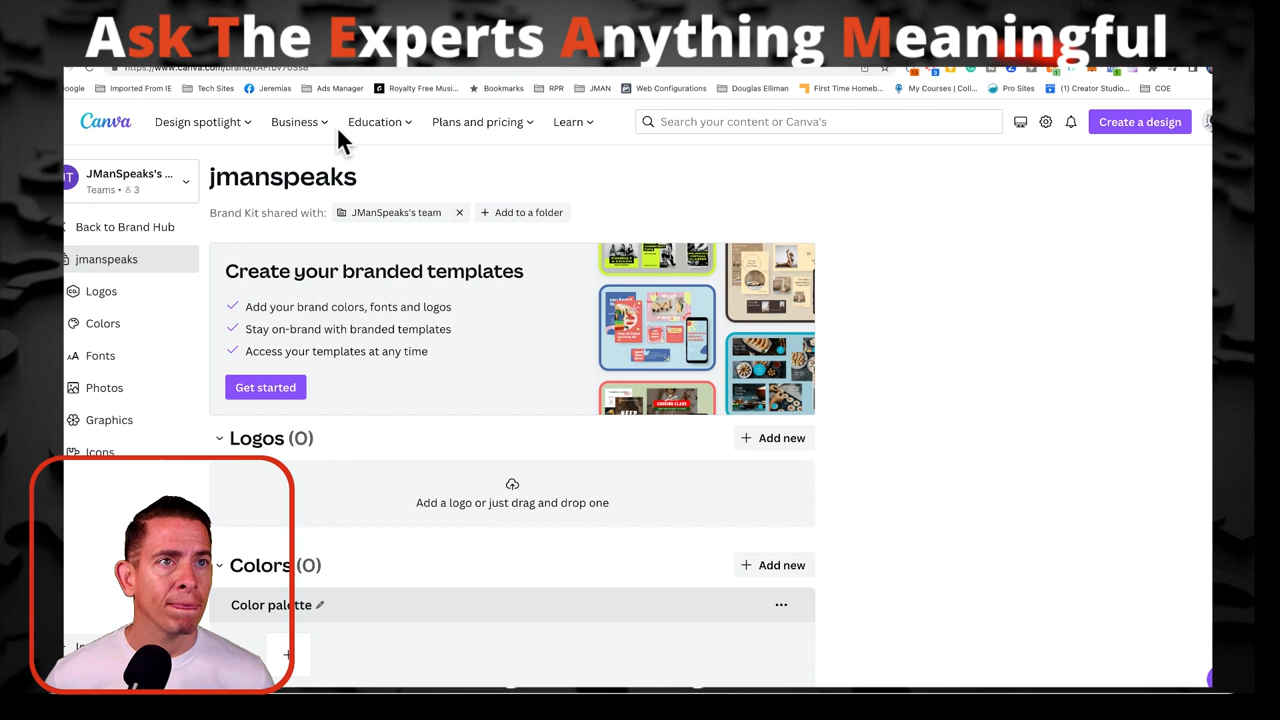 Ask The Experts Anything Meaningful
oogle Imported From IE Tech Sites Jeremias Ads Manager Royalty Free Musi... Bookmarks RPR JMAN Web Configurations Douglas Elliman First Time Homeb... My Courses | Coll... Pro Sites (1) Creator Studio... COE
Canva Design spotlight Business Education Plans and pricing Learn Search your content or Canva's Create a design
JManSpeaks's ...
Teams • 3
Back to Brand Hub
jmanspeaks
Logos
Colors
Fonts
Photos
Graphics
Icons
jmanspeaks
Brand Kit shared with: JManSpeaks's team Add to a folder
Create your branded templates
Add your brand colors, fonts and logos
Stay on-brand with branded templates
Access your templates at any time
Get started
Logos (0) + Add new
Add a logo or just drag and drop one
Colors (0) + Add new
Color palette